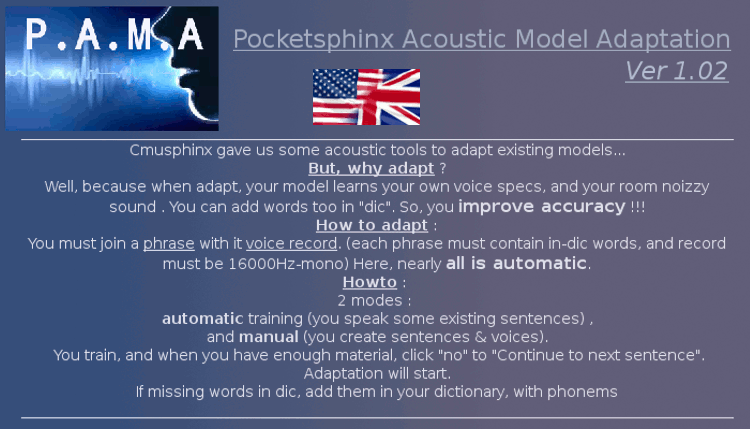 P.A.M.A
Pocketsphinx Acoustic Model Adaptation
Ver 1.02
Cmusphinx gave us some acoustic tools to adapt existing models...
But, why adapt ?
Well, because when adapt, your model learns your own voice specs, and your room noizzy
sound . You can add words too in "dic". So, you improve accuracy !!!
How to adapt :
You must join a phrase with it voice record. (each phrase must contain in-dic words, and record
must be 16000Hz-mono) Here, nearly all is automatic.
Howto :
2 modes :
automatic training (you speak some existing sentences) ,
and manual (you create sentences & voices).
You train, and when you have enough material, click "no" to "Continue to next sentence".
Adaptation will start.
If missing words in dic, add them in your dictionary, with phonems